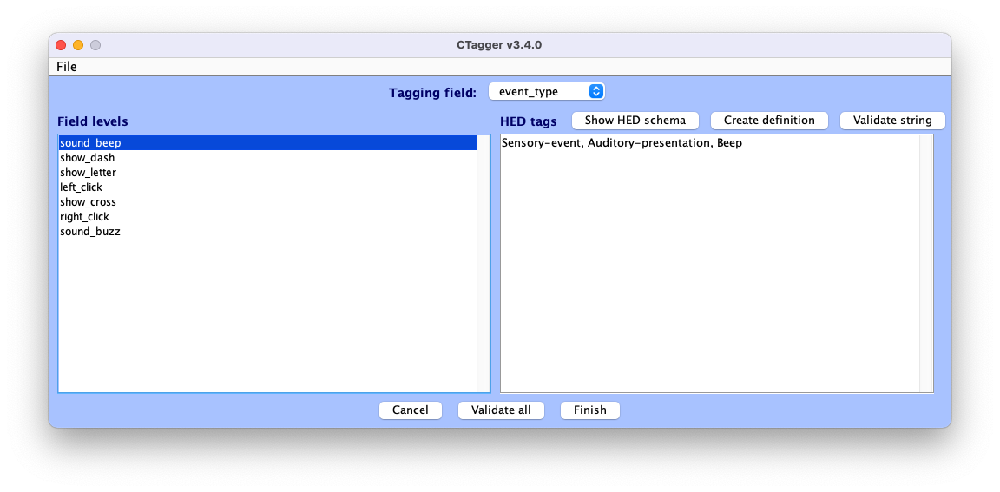 CTagger v3.4.0
File
Tagging field: event_type
Field levels
HED tags Show HED schema Create definition Validate string
sound_beep
show_dash
show_letter
left_click
show_cross
right_click
sound_buzz
Sensory-event, Auditory-presentation, Beep
Cancel Validate all Finish